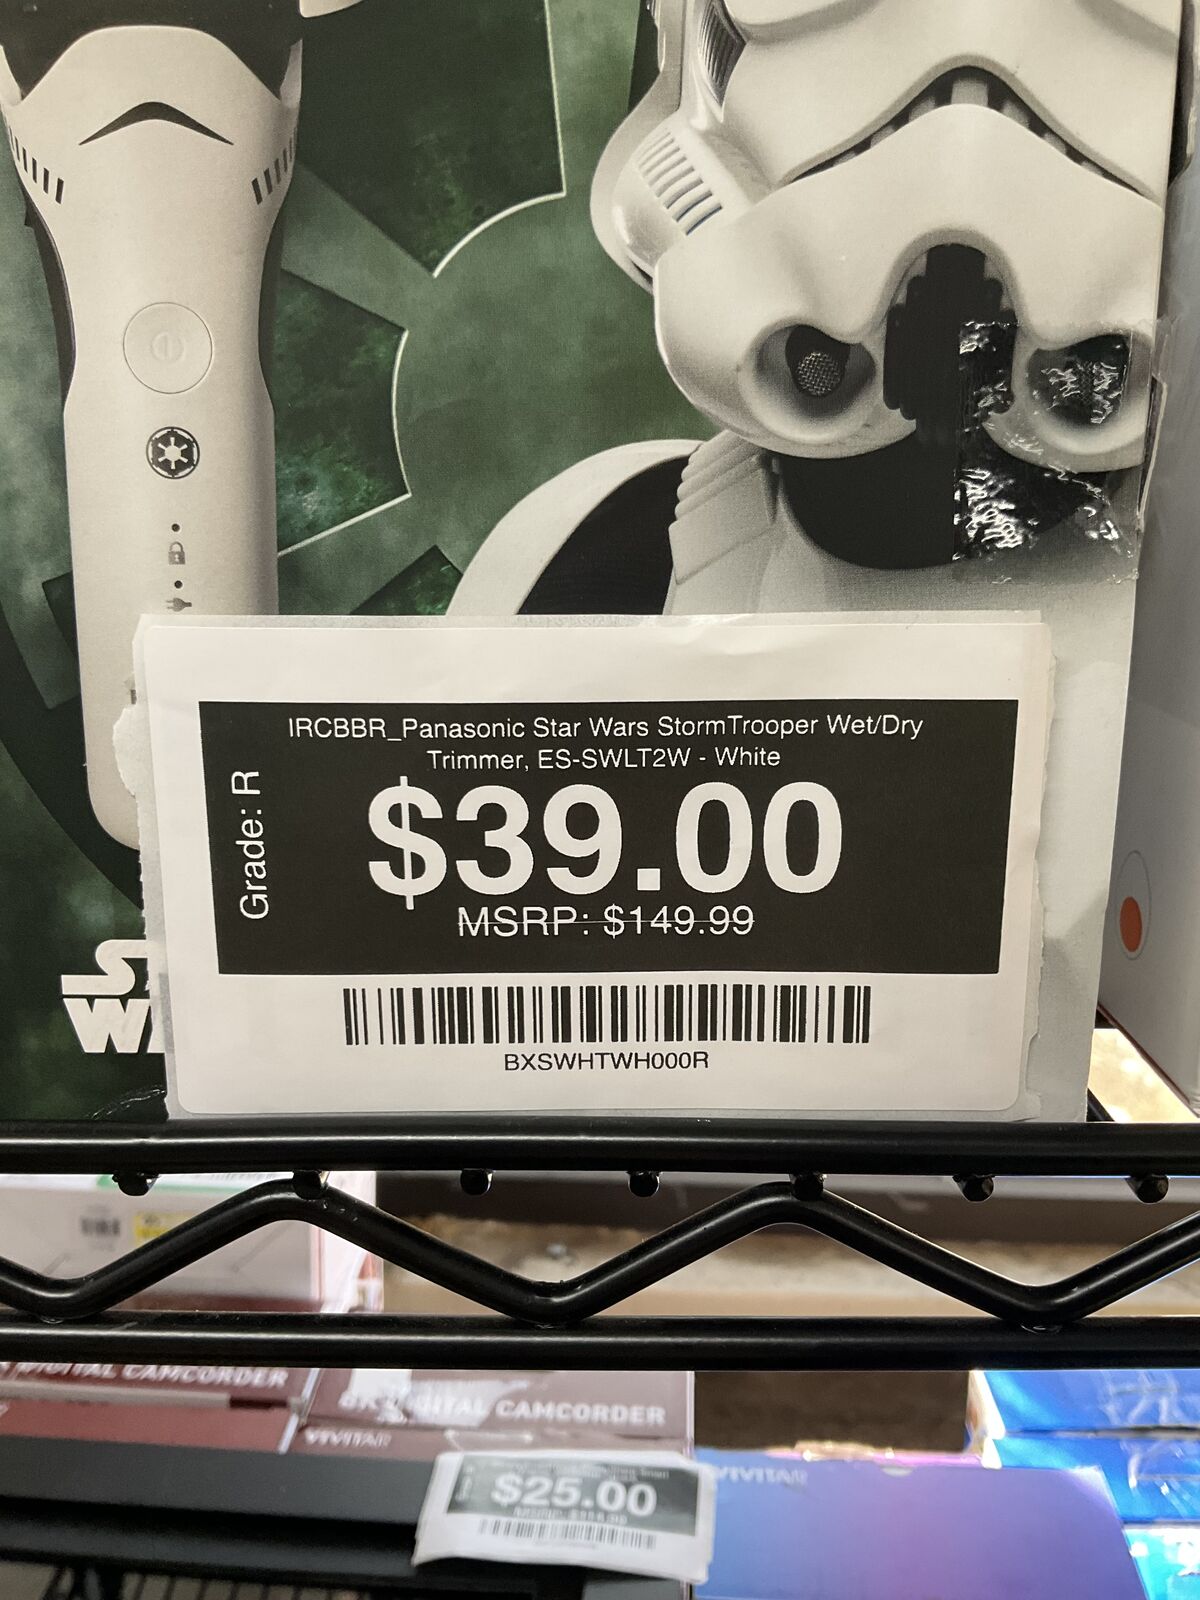 IRCBBR_Panasonic Star Wars StormTrooper Wet/Dry
Trimmer, ES-SWLT2W - White
Grade: R
$39.00
MSRP: $149.99
BXSWHTWH000R
DIGITAL CAMCORDER
DIGITAL CAMCORDER
VIVITAR
VIVITAR
$25.00